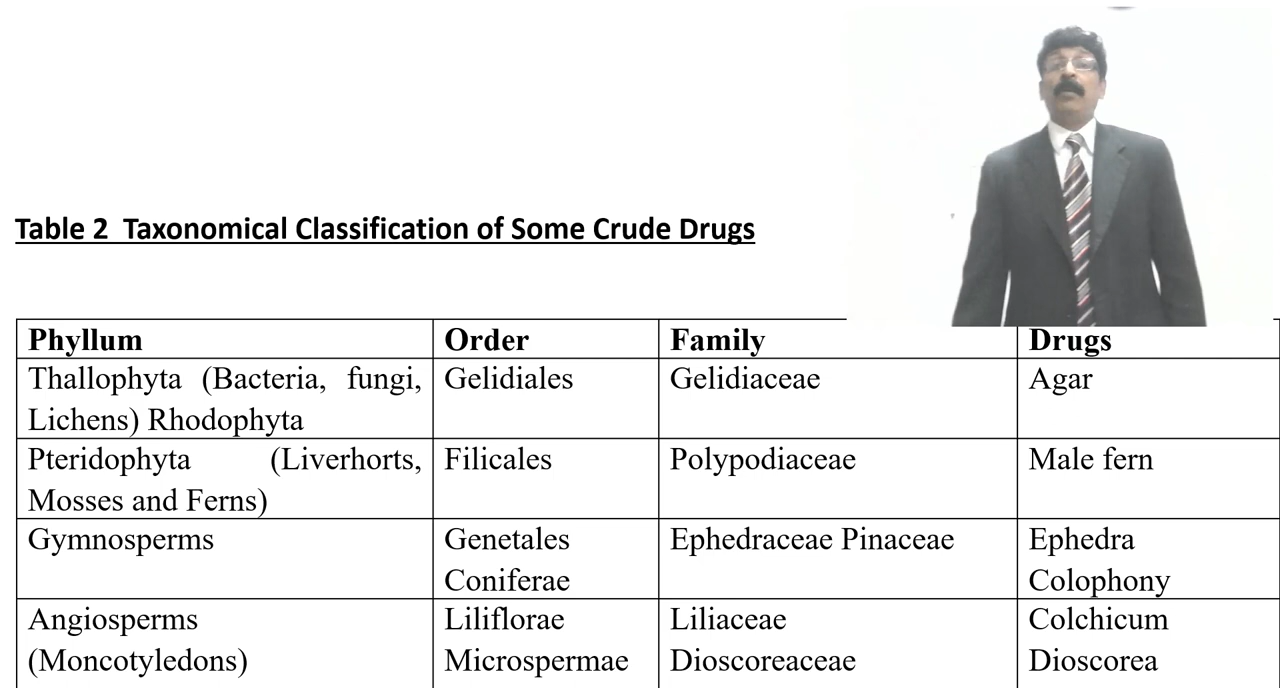 Table 2 Taxonomical Classification of Some Crude Drugs
Phyllum Order Family Drugs
Thallophyta (Bacteria, fungi, Gelidiales Gelidiaceae Agar
Lichens) Rhodophyta
Pteridophyta (Liverhorts, Filicales Polypodiaceae Male fern
Mosses and Ferns)
Gymnosperms Genetales Ephedraceae Pinaceae Ephedra
Coniferae Colophony
Angiosperms Liliflorae Liliaceae Colchicum
(Moncotyledons) Microspermae Dioscoreaceae Dioscorea